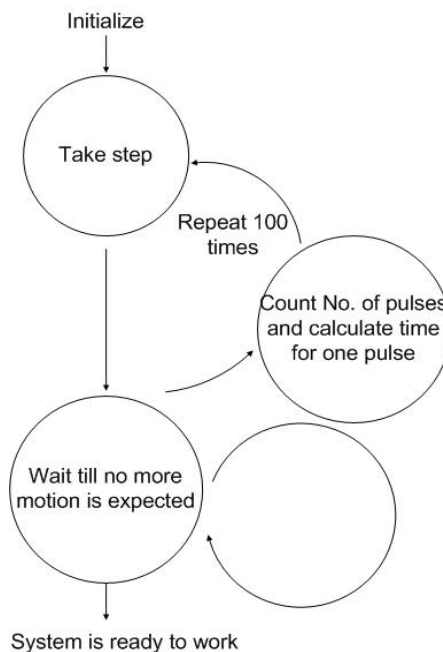 Initialize
Take step
Repeat 100
times
Count No. of pulses
and calculate time
for one pulse
Wait till no more
motion is expected
System is ready to work